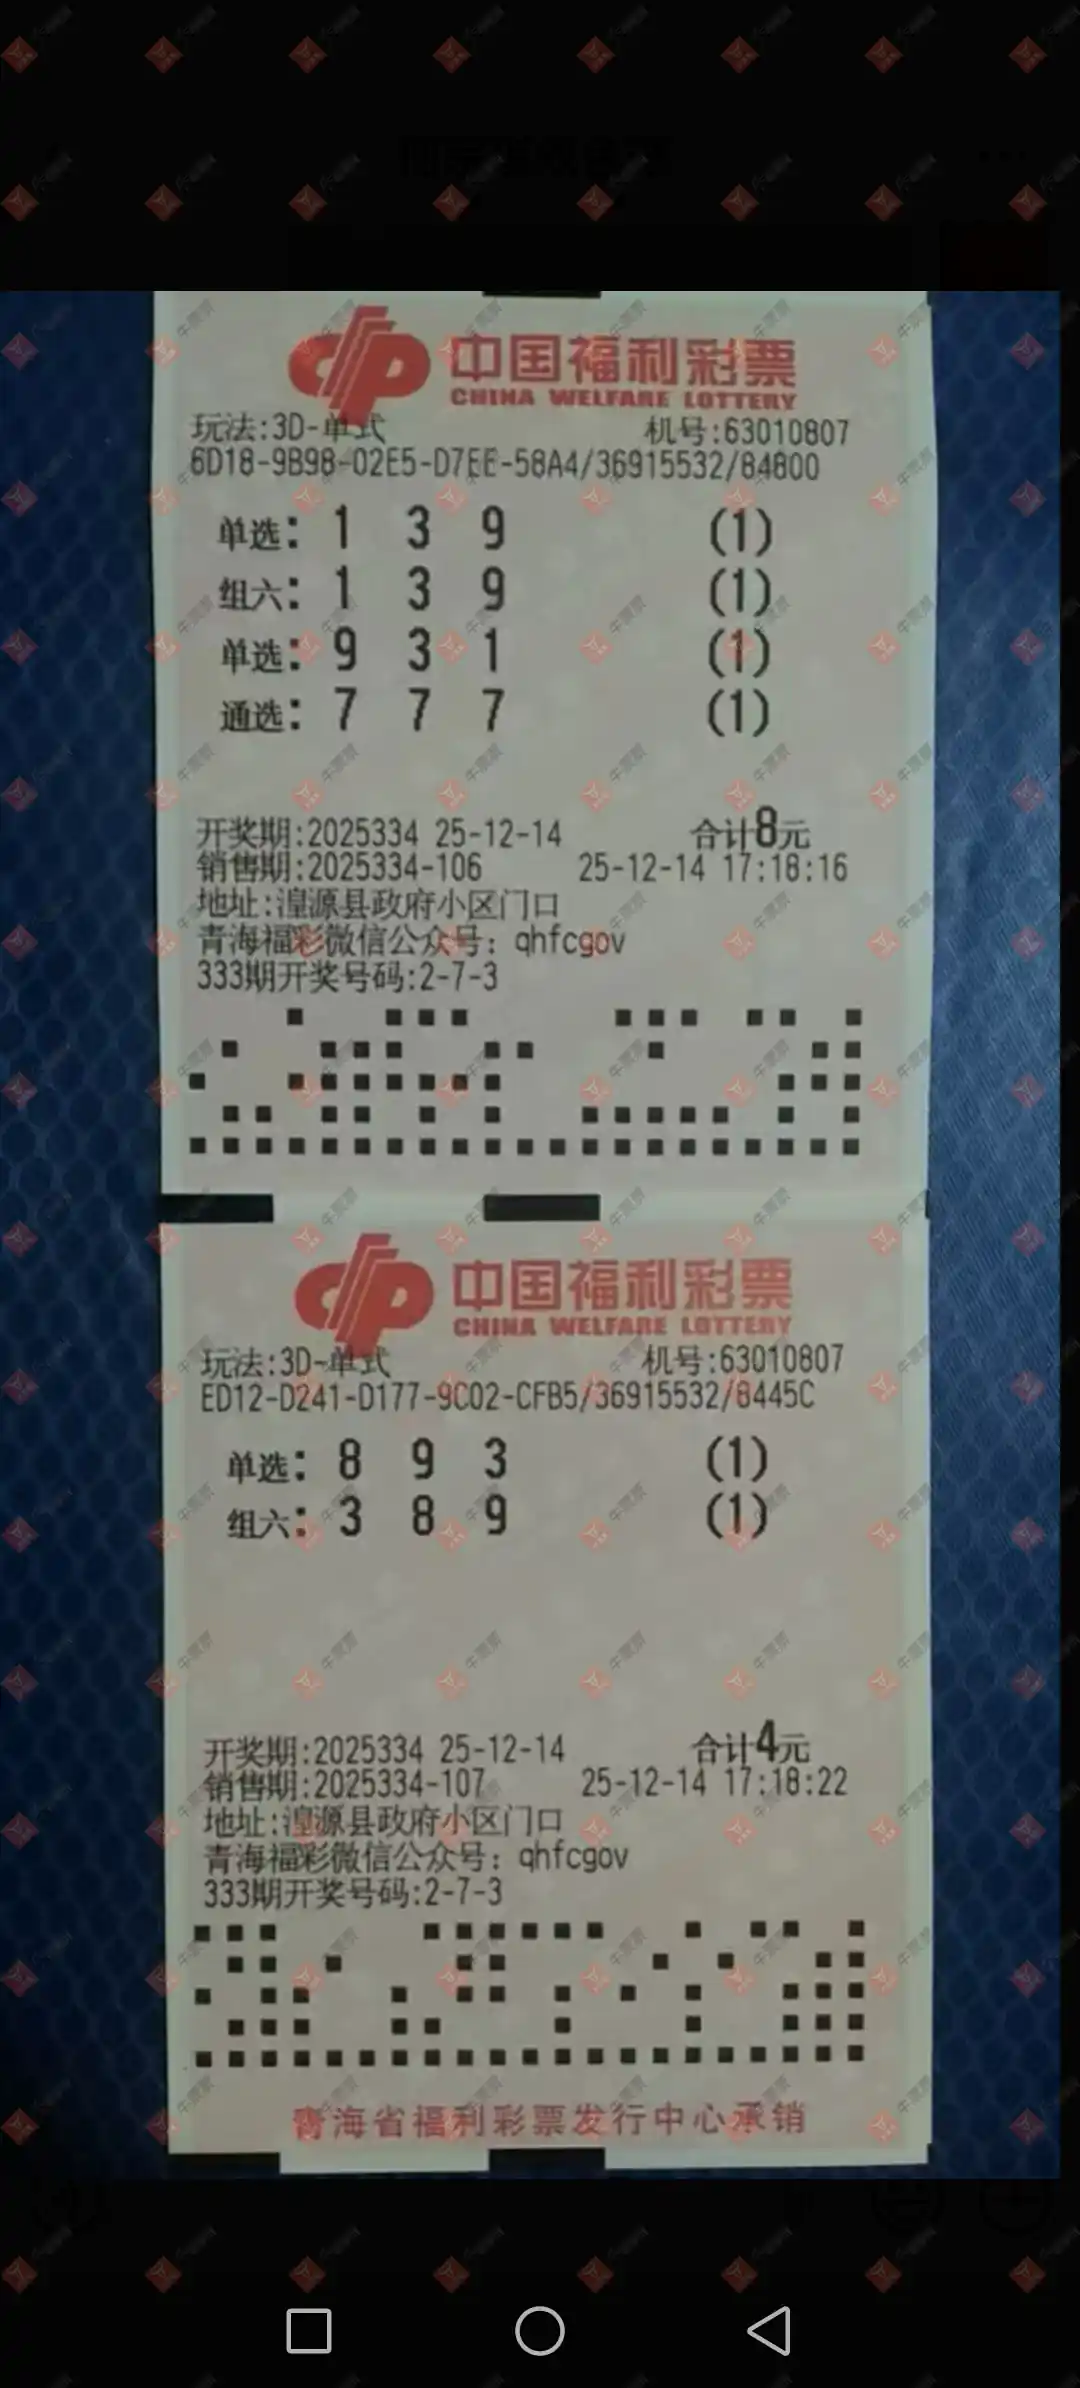 中国福利彩票
CHINA WELFARE LOTTERY
玩法:3D-单式 机号:63010807
6D18-9B98-02E5-D7EE-58A4/36915532/84800
单选: 1 3 9 (1)
组六: 1 3 9 (1)
单选: 9 3 1 (1)
通选: 7 7 7 (1)
开奖期:2025334 25-12-14 合计8元
销售期:2025334-106 25-12-14 17:18:16
地址:湟源县政府小区门口
青海福彩微信公众号: qhfcgov
333期开奖号码:2-7-3
中国福利彩票
CHINA WELFARE LOTTERY
玩法:3D-单式 机号:63010807
ED12-D241-D177-9C02-CFB5/36915532/8445C
单选: 8 9 3 (1)
组六: 3 8 9 (1)
开奖期:2025334 25-12-14 合计4元
销售期:2025334-107 25-12-14 17:18:22
地址:湟源县政府小区门口
青海福彩微信公众号: qhfcgov
333期开奖号码:2-7-3
青海省福利彩票发行中心承销